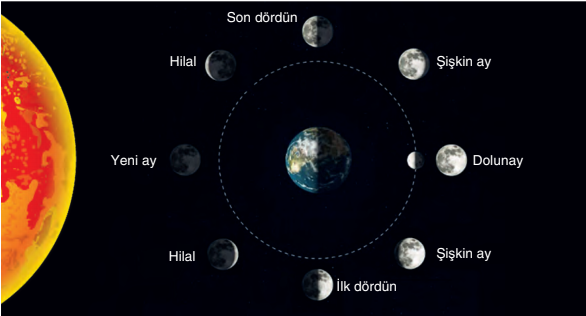 Son dördün
Hilal
Şişkin ay
Yeni ay
Dolunay
Hilal
Şişkin ay
İlk dördün